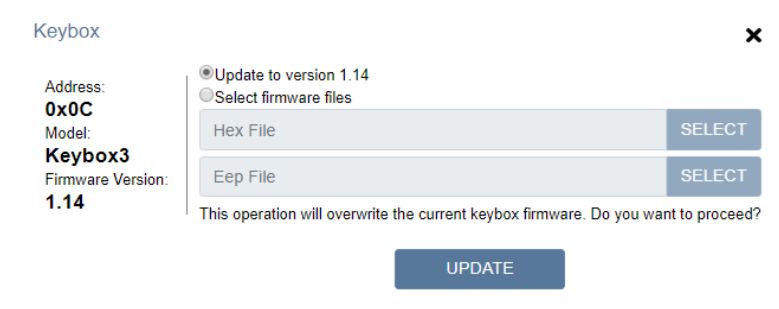 Keybox
Address:
0x0C
Model:
Keybox3
Firmware Version:
1.14
Update to version 1.14
Select firmware files
Hex File SELECT
Eep File SELECT
This operation will overwrite the current keybox firmware. Do you want to proceed?
UPDATE